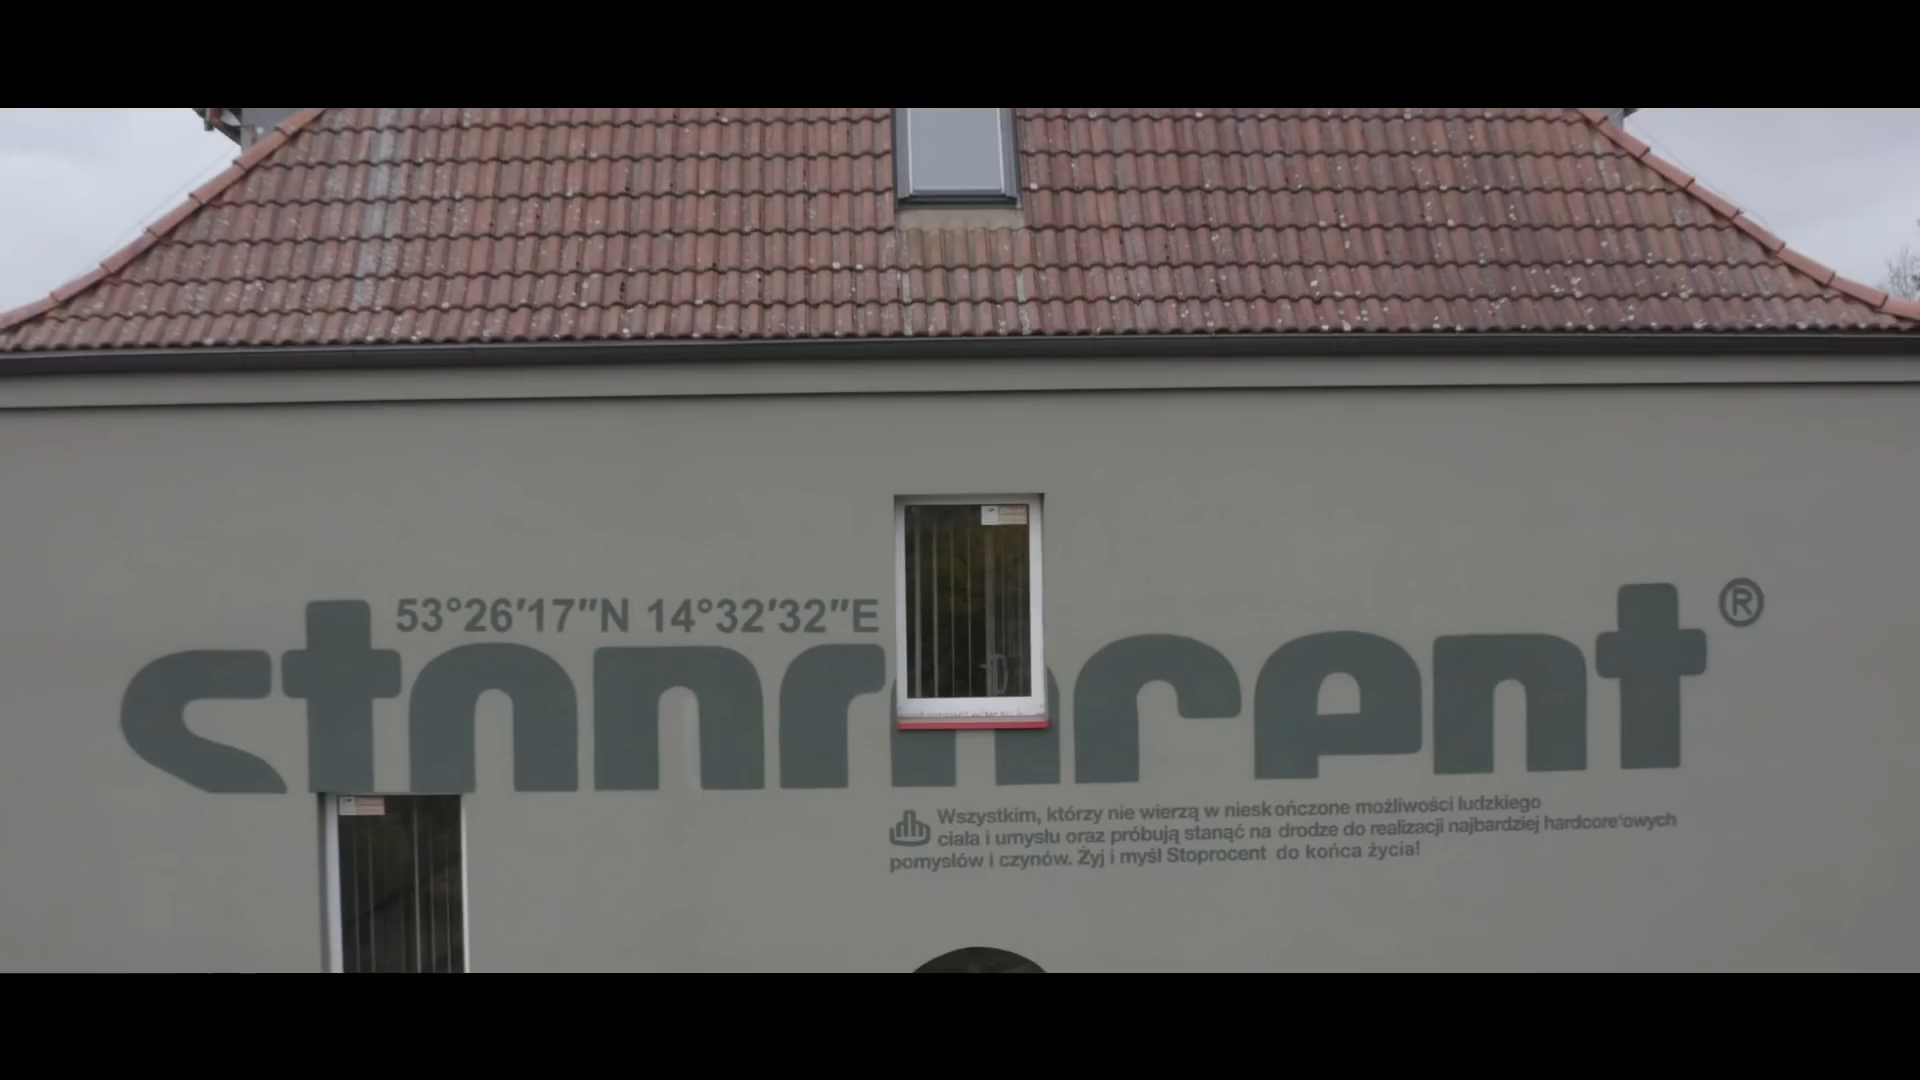 53°26′17″N 14°32′32″E
stoprocent®
Wszystkim, którzy nie wierzą w nieskończone możliwości ludzkiego
ciała i umysłu oraz próbują stanąć na drodze do realizacji najbardziej hardcore'owych
pomysłów i czynów. Żyj i myśl Stoprocent do końca życia!